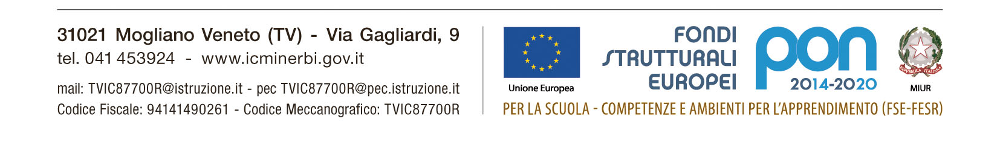 31021 Mogliano Veneto (TV) - Via Gagliardi, 9
tel. 041 453924 - www.icminerbi.gov.it
mail: TVIC87700R@istruzione.it - pec TVIC87700R@pec.istruzione.it
Codice Fiscale: 94141490261 - Codice Meccanografico: TVIC87700R
Unione Europea
FONDI
STRUTTURALI
EUROPEI
pon
2014-2020
REPVBBLICA ITALIANA
MIUR
PER LA SCUOLA - COMPETENZE E AMBIENTI PER L'APPRENDIMENTO (FSE-FESR)